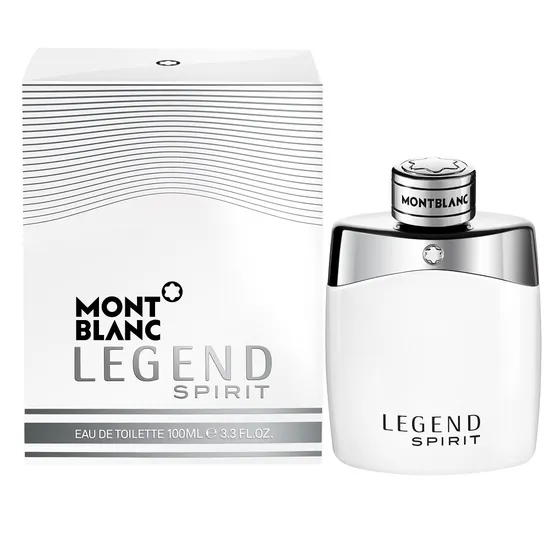 MONT
BLANC
LEGEND
SPIRIT
EAU DE TOILETTE 100ML ℮ 3.3 FL.OZ.
MONTBLANC
LEGEND
SPIRIT